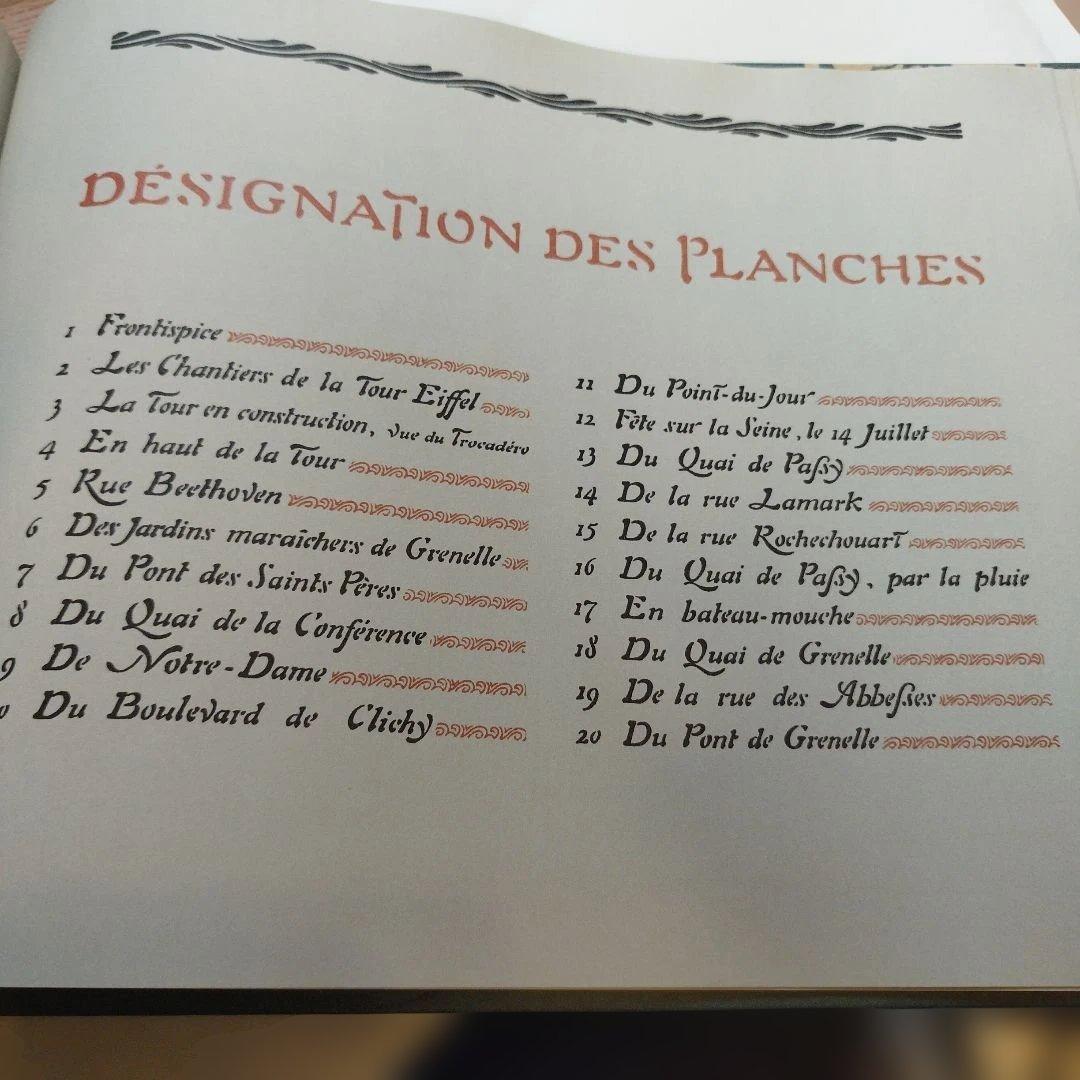 DÉSIGNATION DES PLANCHES
1 Frontispice
2 Les Chantiers de la Tour Eiffel
3 La Tour en construction, vue du Trocadéro
4 En haut de la Tour
5 Rue Beethoven
6 Des Jardins maraîchers de Grenelle
7 Du Pont des Saints Pères
8 Du Quai de la Conférence
9 De Notre-Dame
0 Du Boulevard de Clichy
11 Du Point-du-Jour
12 Fête sur la Seine, le 14 Juillet
13 Du Quai de Paſsy
14 De la rue Lamark
15 De la rue Rochechouart
16 Du Quai de Paſsy, par la pluie
17 En bateau-mouche
18 Du Quai de Grenelle
19 De la rue des Abbeſses
20 Du Pont de Grenelle